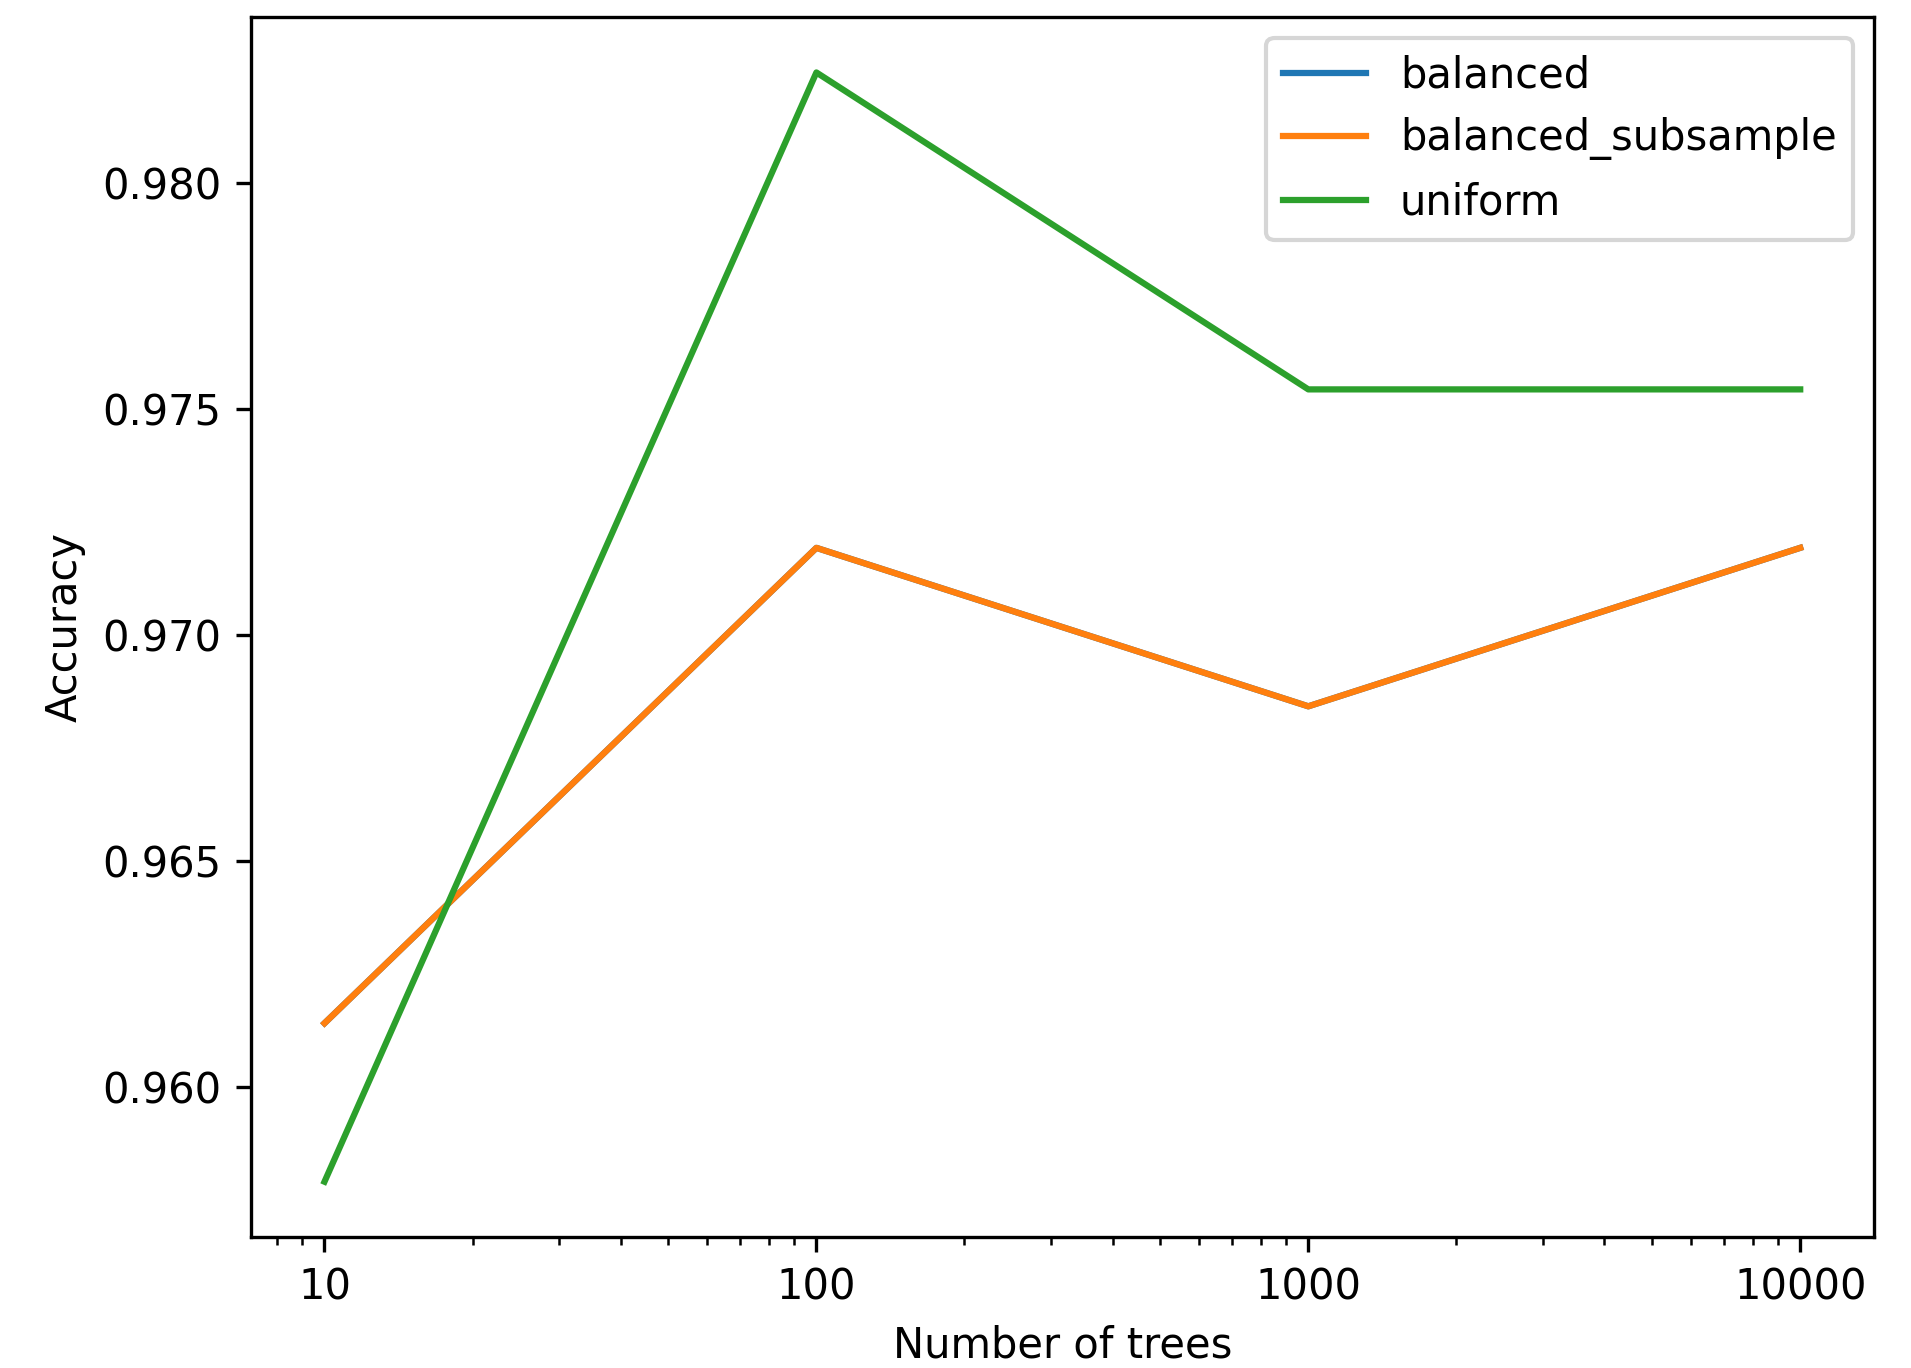 balanced
balanced_subsample
uniform
0.980
0.975
0.970
0.965
0.960
Accuracy
10 100 1000 10000
Number of trees